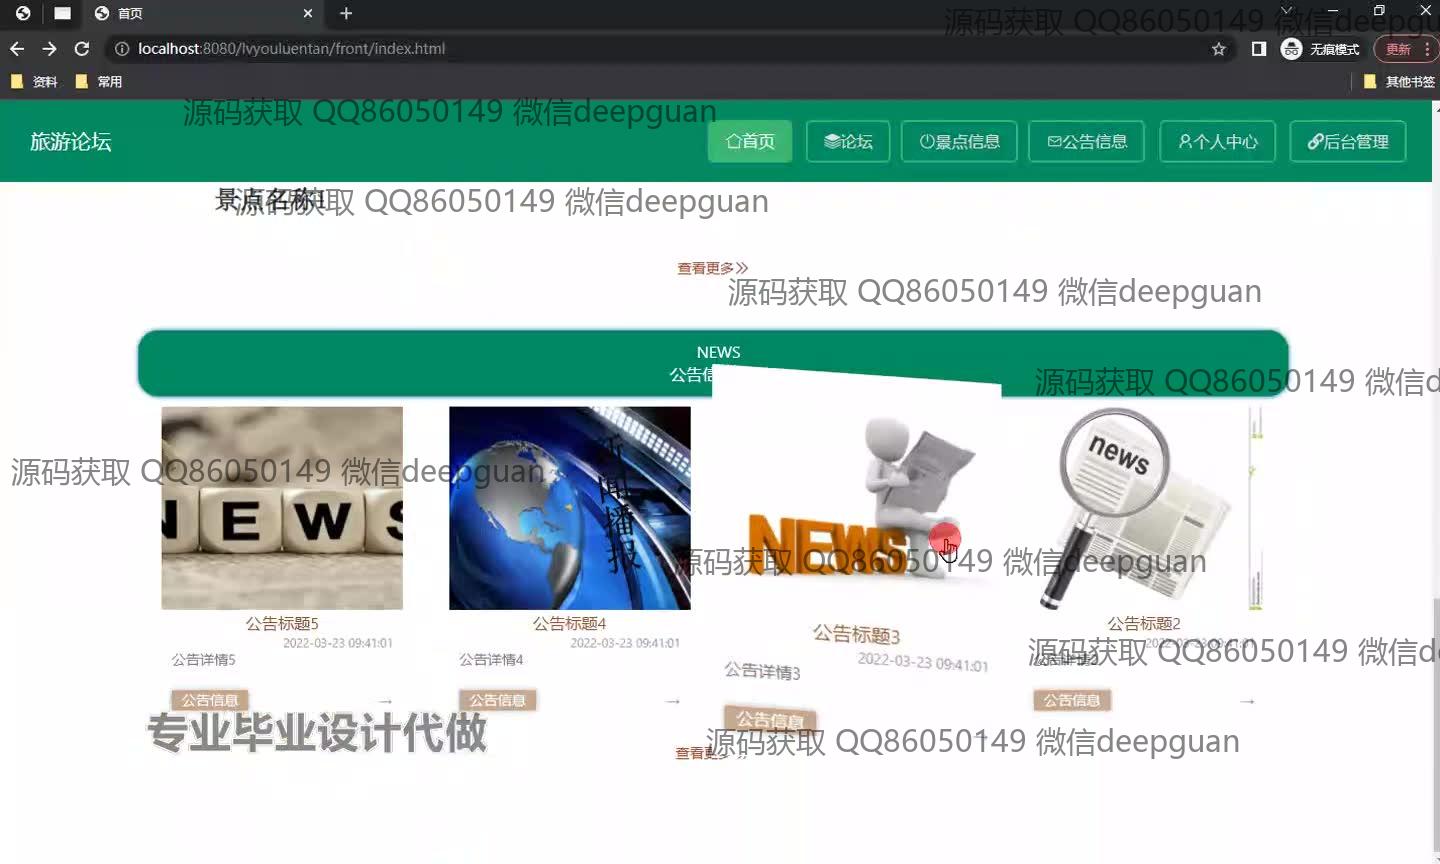 首页
localhost:8080/lvyouluentan/front/index.html
无痕模式
更新
资料
常用
其他书签
源码获取 QQ86050149 微信deepgu
旅游论坛
首页
论坛
景点信息
公告信息
个人中心
后台管理
源码获取 QQ86050149 微信deepguan
景点名称1
源码获取 QQ86050149 微信deepguan
查看更多
源码获取 QQ86050149 微信deepguan
NEWS
公告信
源码获取 QQ86050149 微信d
NEWS
新闻播报
NEWS
news
源码获取 QQ86050149 微信deepguan
源码获取 QQ86050149 微信deepguan
公告标题5
2022-03-23 09:41:01
公告详情5
公告信息
公告标题4
2022-03-23 09:41:01
公告详情4
公告信息
公告标题3
2022-03-23 09:41:01
公告详情3
公告信息
公告标题2
2022-03-23 09:41:01
公告信息
源码获取 QQ86050149 微信d
专业毕业设计代做
查看更多
源码获取 QQ86050149 微信deepguan